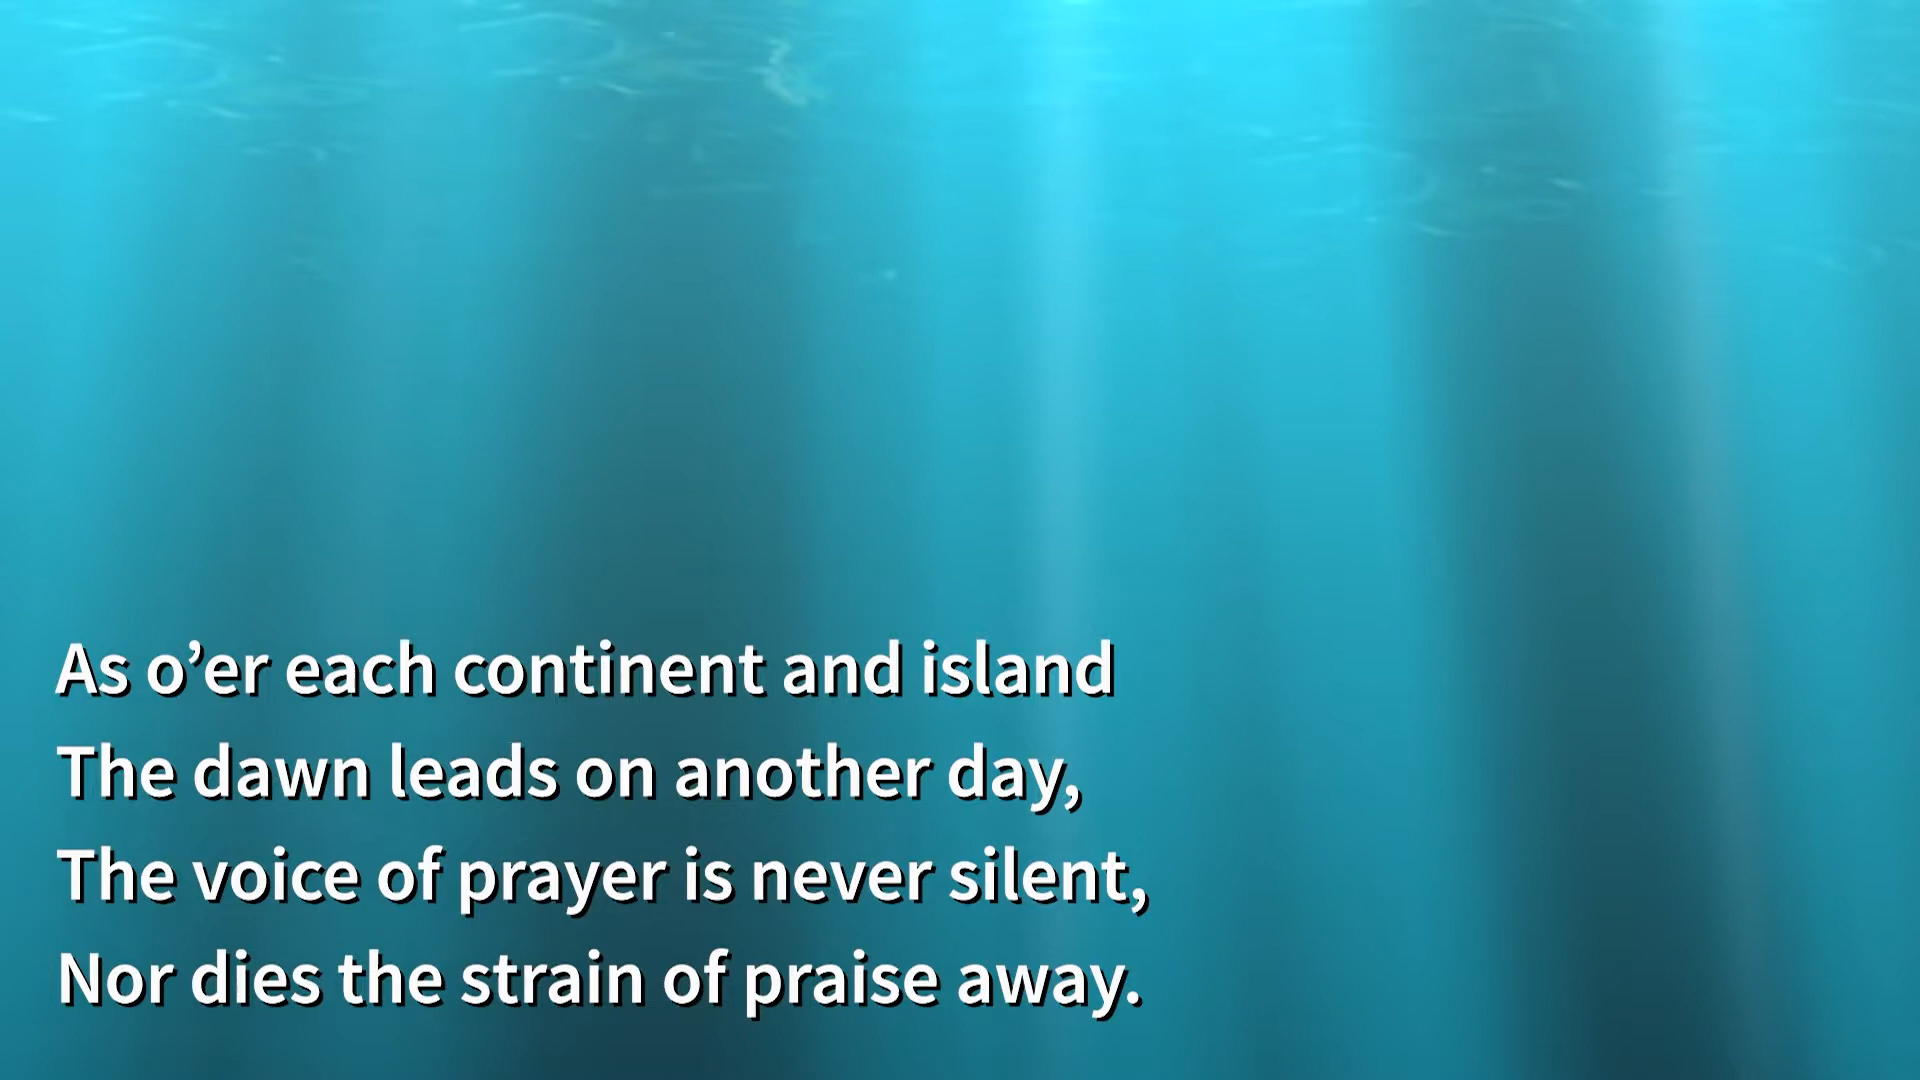 As o’er each continent and island
The dawn leads on another day,
The voice of prayer is never silent,
Nor dies the strain of praise away.